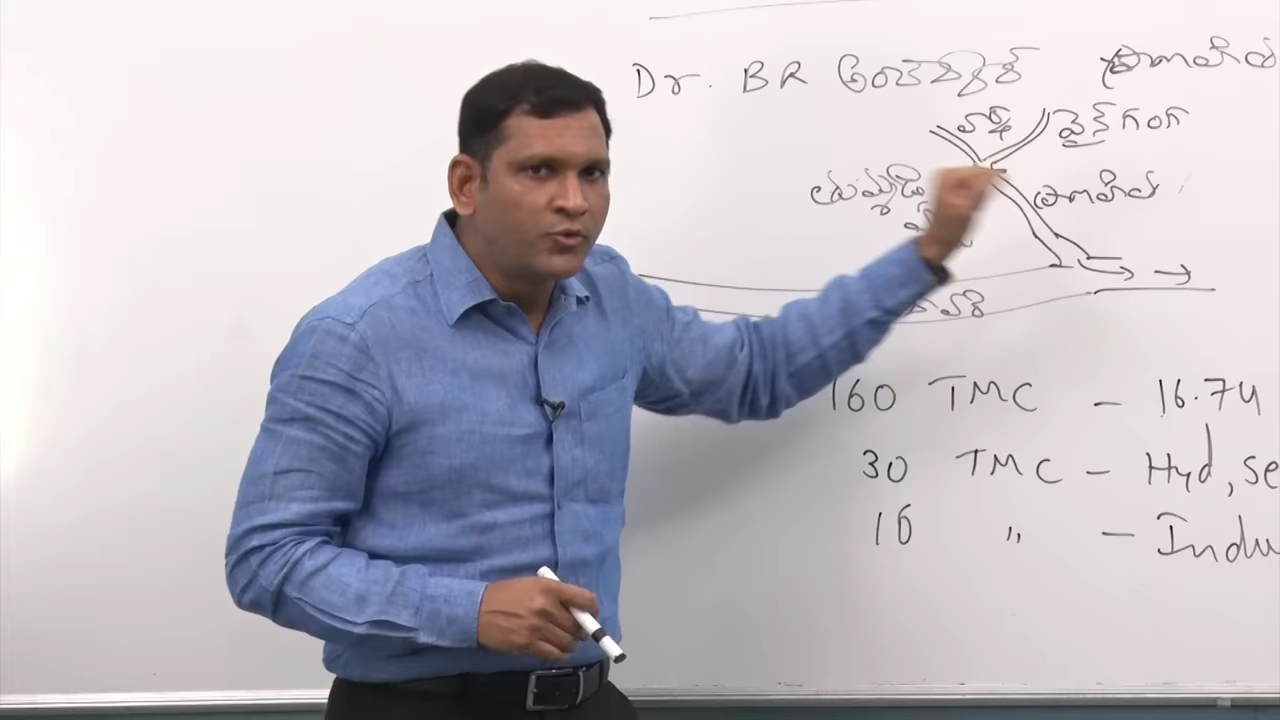 Dr. BR అంబేద్కర్ ప్రాణహిత
వార్ధా వైన్ గంగా
తుమ్మిడి
ప్రాణహిత
160 TMC - 16.74
30 TMC - Hyd, Se
16 " - Indu